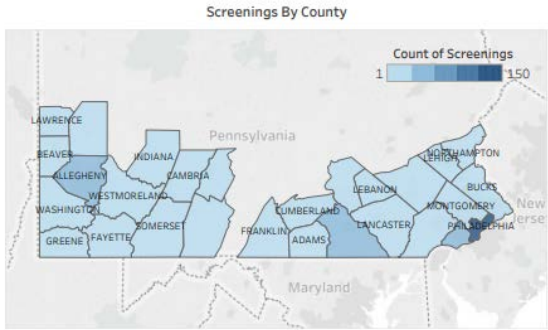 Screenings By County
Count of Screenings
1 150
Pennsylvania
LAWRENCE
BEAVER
ALLEGHENY
INDIANA
CAMBRIA
WESTMORELAND
WASHINGTON
GREENE
FAYETTE
SOMERSET
FRANKLIN
CUMBERLAND
ADAMS
LEBANON
LANCASTER
NORTHAMPTON
LEHIGH
BUCKS
MONTGOMERY
PHILADELPHIA
New
Jersey
Maryland